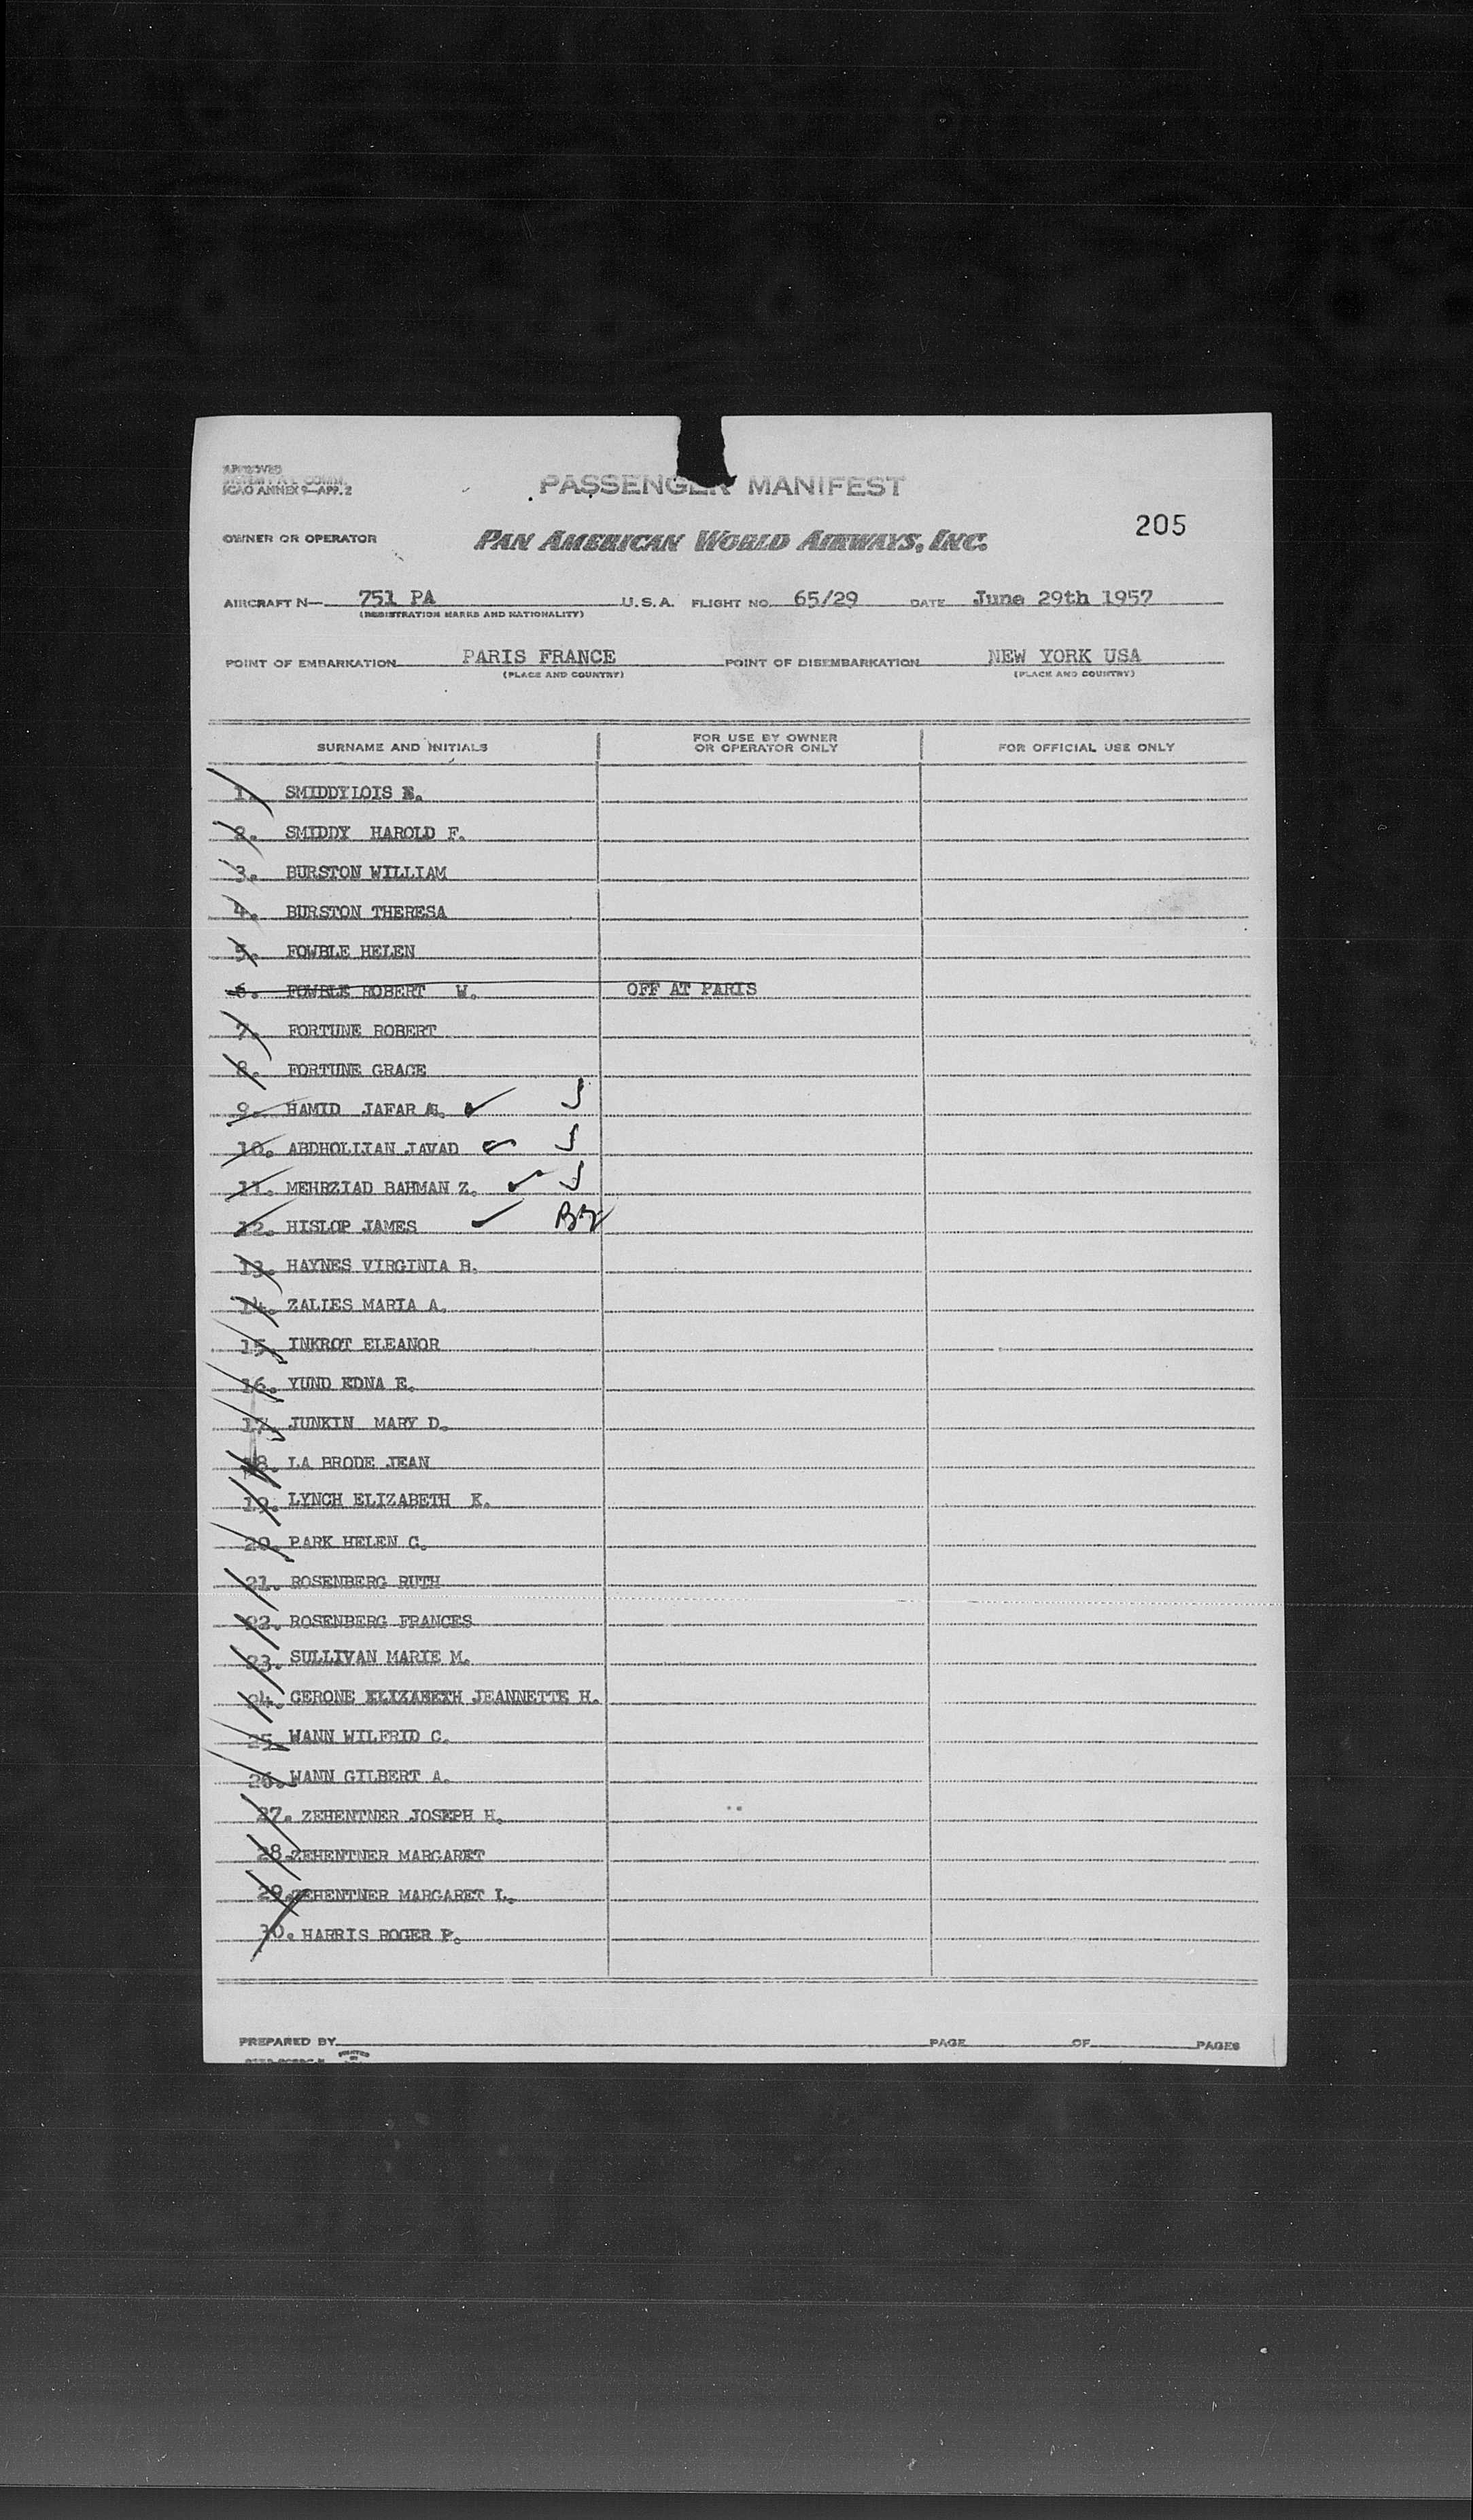 APPROVED
ICAO ANNEX 9—APP. 2
PASSENGER MANIFEST
205
OWNER OR OPERATOR PAN AMERICAN WORLD AIRWAYS, INC.
AIRCRAFT N— 751 PA U.S.A. FLIGHT NO. 65/29 DATE June 29th 1957
(REGISTRATION MARKS AND NATIONALITY)
POINT OF EMBARKATION PARIS FRANCE POINT OF DISEMBARKATION NEW YORK USA
(PLACE AND COUNTRY) (PLACE AND COUNTRY)
SURNAME AND INITIALS FOR USE BY OWNER OR OPERATOR ONLY FOR OFFICIAL USE ONLY
1. SMIDDY LOIS E.
2. SMIDDY HAROLD F.
3. BURSTON WILLIAM
4. BURSTON THERESA
5. FOWBLE HELEN
6. FOWBLE ROBERT W. OFF AT PARIS
7. FORTUNE ROBERT
8. FORTUNE GRACE
9. HAMID JAFAR
10. ABDHOLLIAN JAVAD
11. MEHRZIAD BAHMAN Z.
12. HISLOP JAMES
13. HAYNES VIRGINIA B.
14. ZALIES MARIA A.
15. INKROT ELEANOR
16. YUND EDNA E.
17. JUNKIN MARY D.
18. LA BRODE JEAN
19. LYNCH ELIZABETH K.
20. PARK HELEN C.
21. ROSENBERG RUTH
22. ROSENBERG FRANCES
23. SULLIVAN MARIE M.
24. CERONE ELIZABETH JEANNETTE H.
25. WANN WILFRID C.
26. WANN GILBERT A.
27. ZEHENTNER JOSEPH H.
28. ZEHENTNER MARGARET
29. ZEHENTNER MARGARET L.
30. HARRIS ROGER P.
PREPARED BY PAGE OF PAGES